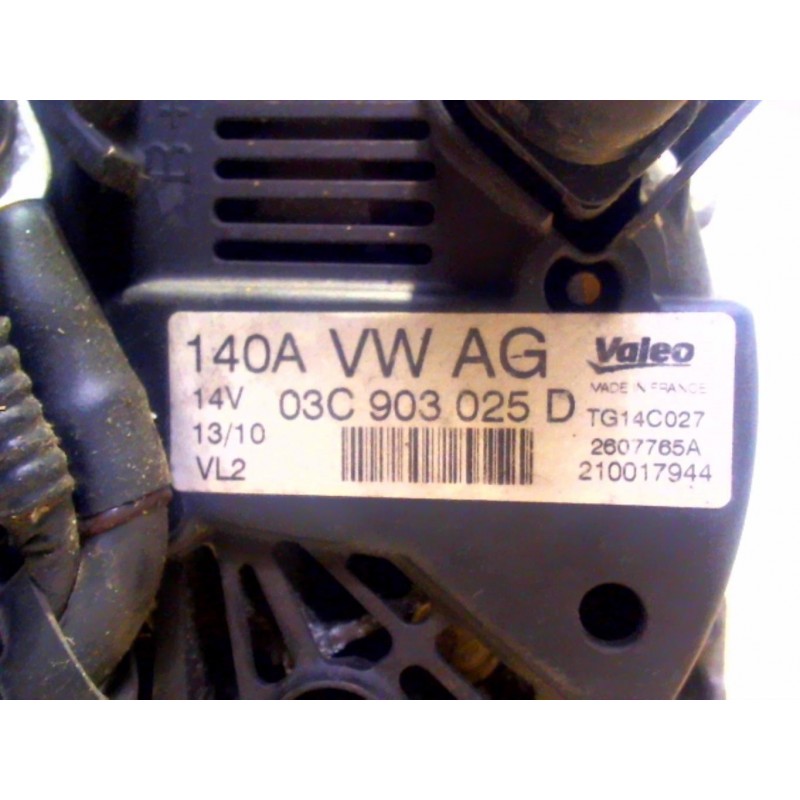 B+
140A VW AG
Valeo
MADE IN FRANCE
14V 03C 903 025 D
TG14C027
13/10
2607765A
VL2
210017944